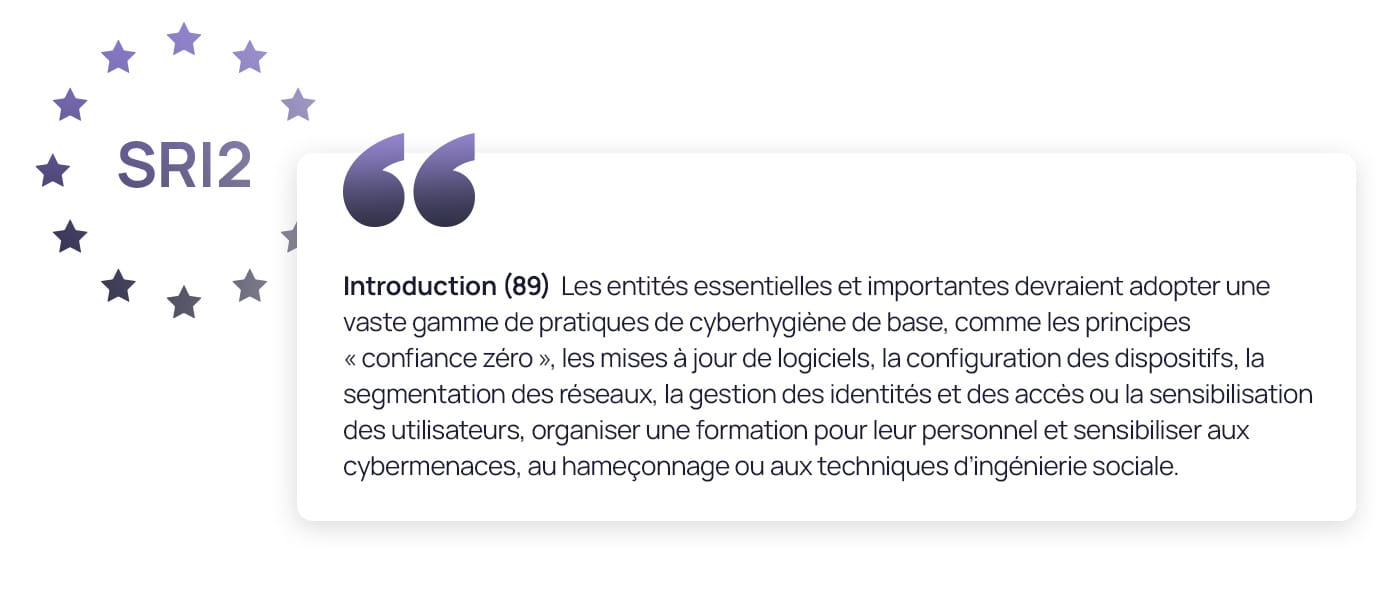 SRI2
Introduction (89) Les entités essentielles et importantes devraient adopter une
vaste gamme de pratiques de cyberhygiène de base, comme les principes
« confiance zéro », les mises à jour de logiciels, la configuration des dispositifs, la
segmentation des réseaux, la gestion des identités et des accès ou la sensibilisation
des utilisateurs, organiser une formation pour leur personnel et sensibiliser aux
cybermenaces, au hameçonnage ou aux techniques d’ingénierie sociale.